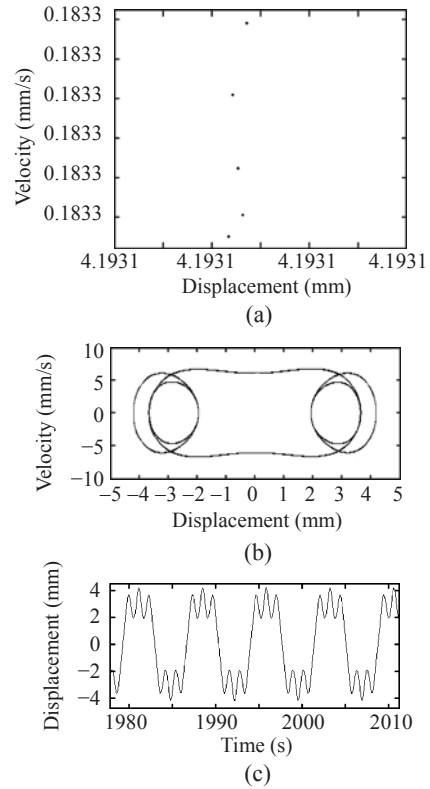 0.1833
0.1833
0.1833
0.1833
0.1833
0.1833
Velocity (mm/s)
4.1931 4.1931 4.1931 4.1931
Displacement (mm)
(a)
10
5
0
−5
−10
Velocity (mm/s)
−5 −4 −3 −2 −1 0 1 2 3 4 5
Displacement (mm)
(b)
4
2
0
−2
−4
Displacement (mm)
1980 1990 2000 2010
Time (s)
(c)